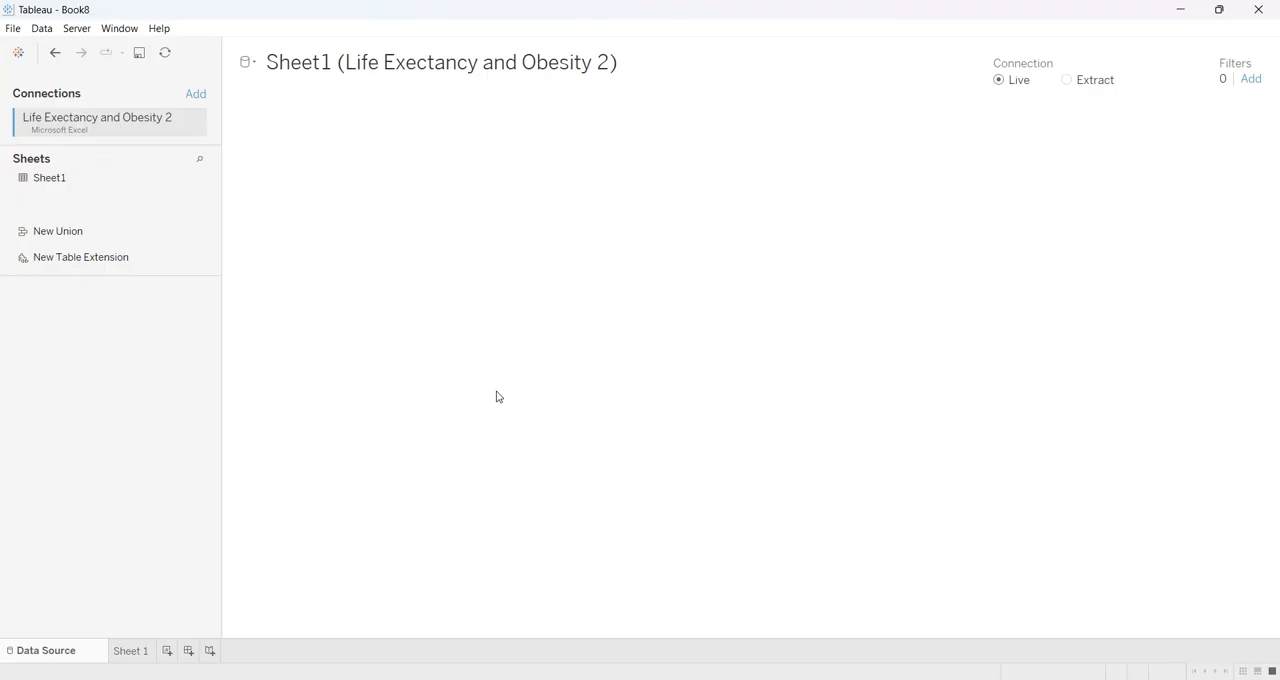 Tableau - Book8
File Data Server Window Help
Connections Add
Life Exectancy and Obesity 2
Microsoft Excel
Sheets
Sheet1
New Union
New Table Extension
Sheet1 (Life Exectancy and Obesity 2)
Connection
Live Extract
Filters
0 Add
Data Source Sheet 1